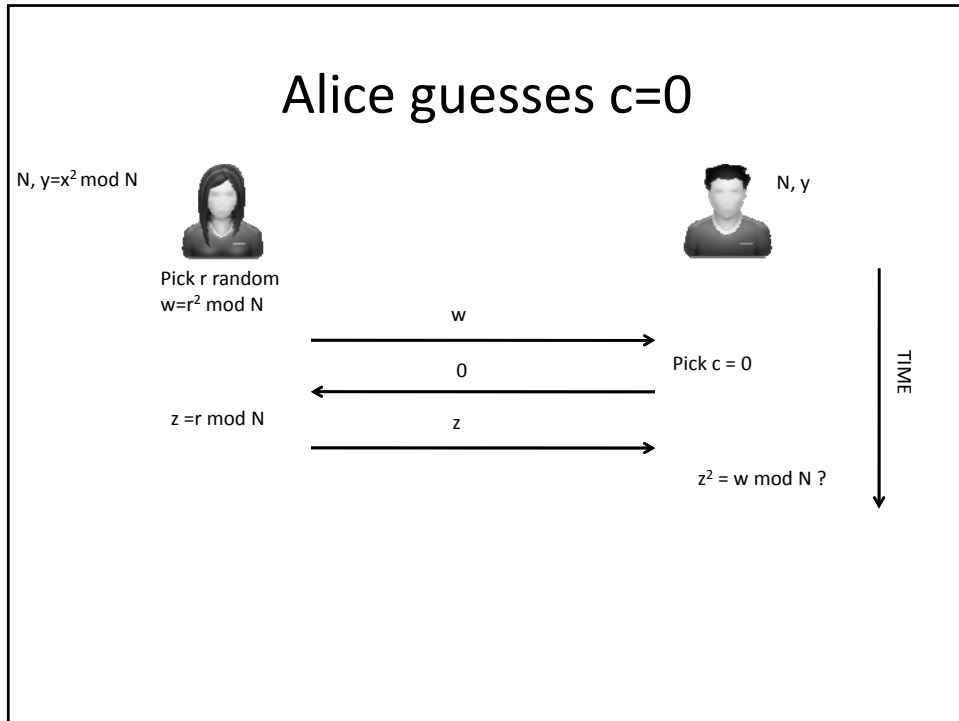 Alice guesses c=0
N, y=x² mod N
N, y
Pick r random
w=r² mod N
w
Pick c = 0
0
z =r mod N
z
z² = w mod N ?
TIME